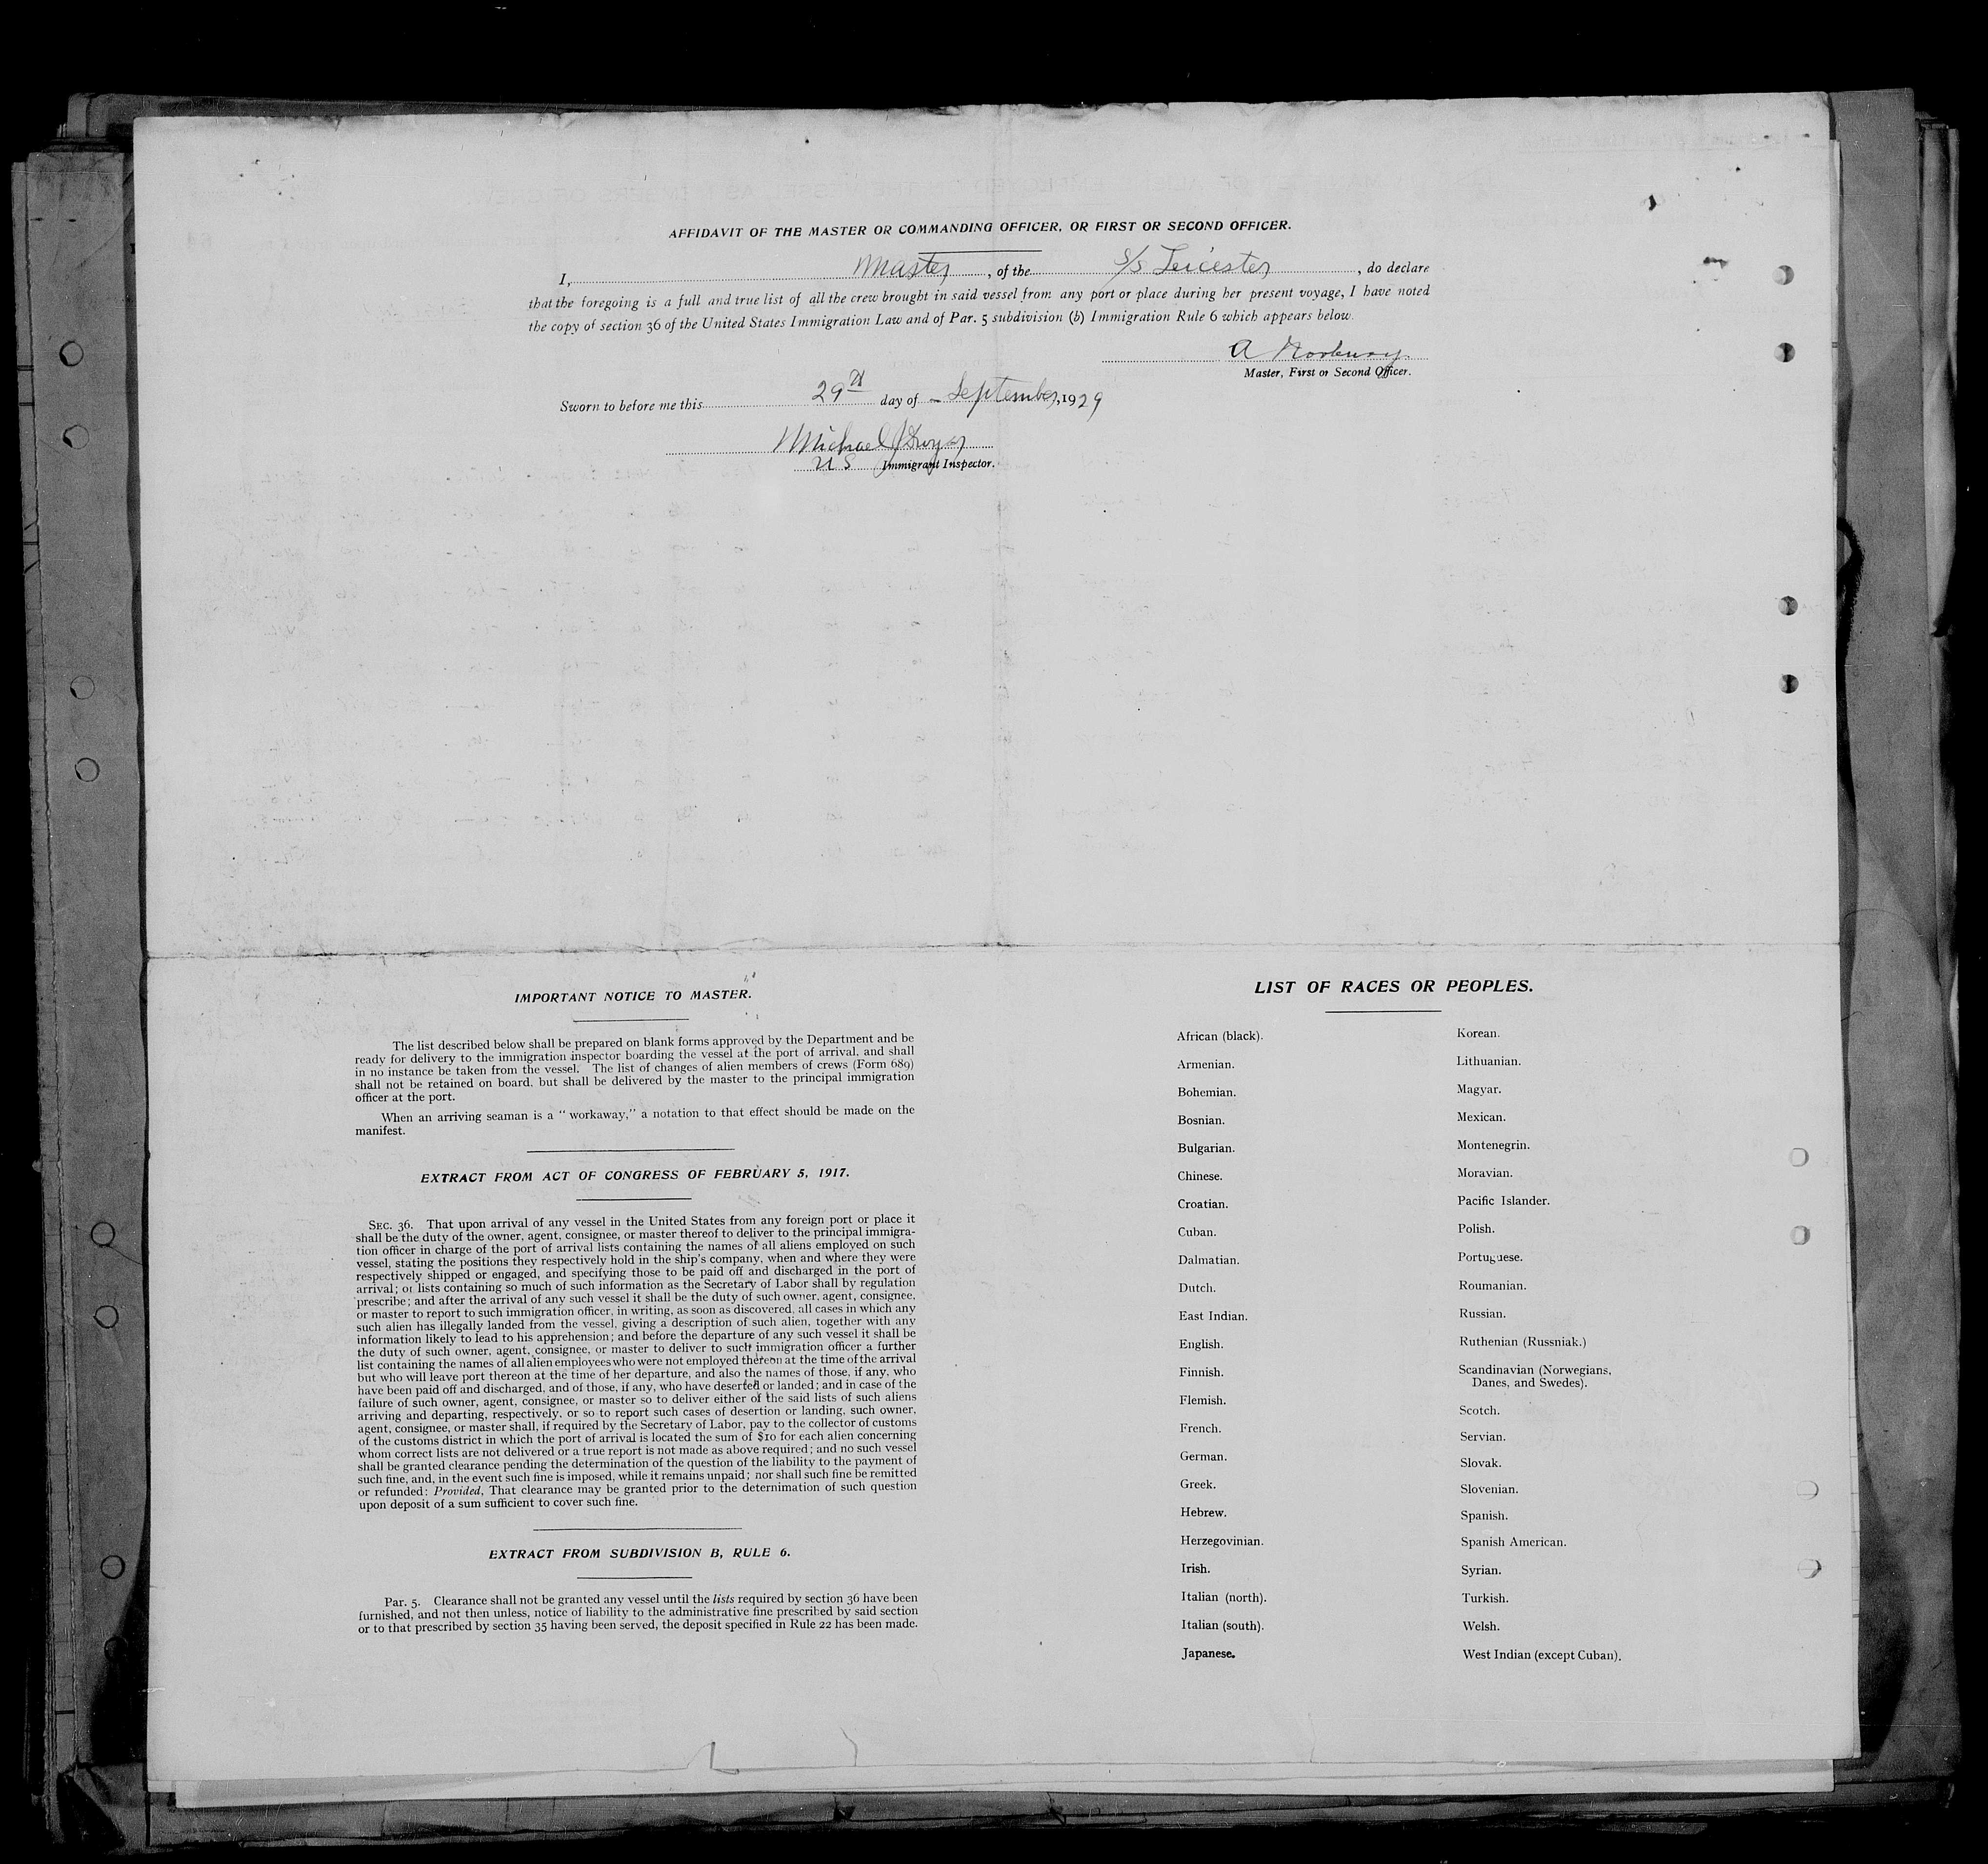 AFFIDAVIT OF THE MASTER OR COMMANDING OFFICER, OR FIRST OR SECOND OFFICER.
I, Master, of the S/S Leicester, do declare
that the foregoing is a full and true list of all the crew brought in said vessel from any port or place during her present voyage, I have noted
the copy of section 36 of the United States Immigration Law and of Par. 5 subdivision (b) Immigration Rule 6 which appears below.
A
Master, First or Second Officer.
Sworn to before me this 29th day of September, 1929
Michael J Dwyer
US Immigrant Inspector.
IMPORTANT NOTICE TO MASTER.
The list described below shall be prepared on blank forms approved by the Department and be
ready for delivery to the immigration inspector boarding the vessel at the port of arrival, and shall
in no instance be taken from the vessel. The list of changes of alien members of crews (Form 689)
shall not be retained on board, but shall be delivered by the master to the principal immigration
officer at the port.
When an arriving seaman is a "workaway," a notation to that effect should be made on the
manifest.
EXTRACT FROM ACT OF CONGRESS OF FEBRUARY 5, 1917.
SEC. 36. That upon arrival of any vessel in the United States from any foreign port or place it
shall be the duty of the owner, agent, consignee, or master thereof to deliver to the principal immigra-
tion officer in charge of the port of arrival lists containing the names of all aliens employed on such
vessel, stating the positions they respectively hold in the ship's company, when and where they were
respectively shipped or engaged, and specifying those to be paid off and discharged in the port of
arrival; or lists containing so much of such information as the Secretary of Labor shall by regulation
prescribe; and after the arrival of any such vessel it shall be the duty of such owner, agent, consignee,
or master to report to such immigration officer, in writing, as soon as discovered, all cases in which any
such alien has illegally landed from the vessel, giving a description of such alien, together with any
information likely to lead to his apprehension; and before the departure of any such vessel it shall be
the duty of such owner, agent, consignee, or master to deliver to such immigration officer a further
list containing the names of all alien employees who were not employed thereon at the time of the arrival
but who will leave port thereon at the time of her departure, and also the names of those, if any, who
have been paid off and discharged, and of those, if any, who have deserted or landed; and in case of the
failure of such owner, agent, consignee, or master so to deliver either of the said lists of such aliens
arriving and departing, respectively, or so to report such cases of desertion or landing, such owner,
agent, consignee, or master shall, if required by the Secretary of Labor, pay to the collector of customs
of the customs district in which the port of arrival is located the sum of $10 for each alien concerning
whom correct lists are not delivered or a true report is not made as above required; and no such vessel
shall be granted clearance pending the determination of the question of the liability to the payment of
such fine, and, in the event such fine is imposed, while it remains unpaid; nor shall such fine be remitted
or refunded: Provided, That clearance may be granted prior to the deternimation of such question
upon deposit of a sum sufficient to cover such fine.
EXTRACT FROM SUBDIVISION B, RULE 6.
Par. 5. Clearance shall not be granted any vessel until the lists required by section 36 have been
furnished, and not then unless, notice of liability to the administrative fine prescribed by said section
or to that prescribed by section 35 having been served, the deposit specified in Rule 22 has been made.
LIST OF RACES OR PEOPLES.
African (black).
Armenian.
Bohemian.
Bosnian.
Bulgarian.
Chinese.
Croatian.
Cuban.
Dalmatian.
Dutch.
East Indian.
English.
Finnish.
Flemish.
French.
German.
Greek.
Hebrew.
Herzegovinian.
Irish.
Italian (north).
Italian (south).
Japanese.
Korean.
Lithuanian.
Magyar.
Mexican.
Montenegrin.
Moravian.
Pacific Islander.
Polish.
Portuguese.
Roumanian.
Russian.
Ruthenian (Russniak.)
Scandinavian (Norwegians,
Danes, and Swedes).
Scotch.
Servian.
Slovak.
Slovenian.
Spanish.
Spanish American.
Syrian.
Turkish.
Welsh.
West Indian (except Cuban).